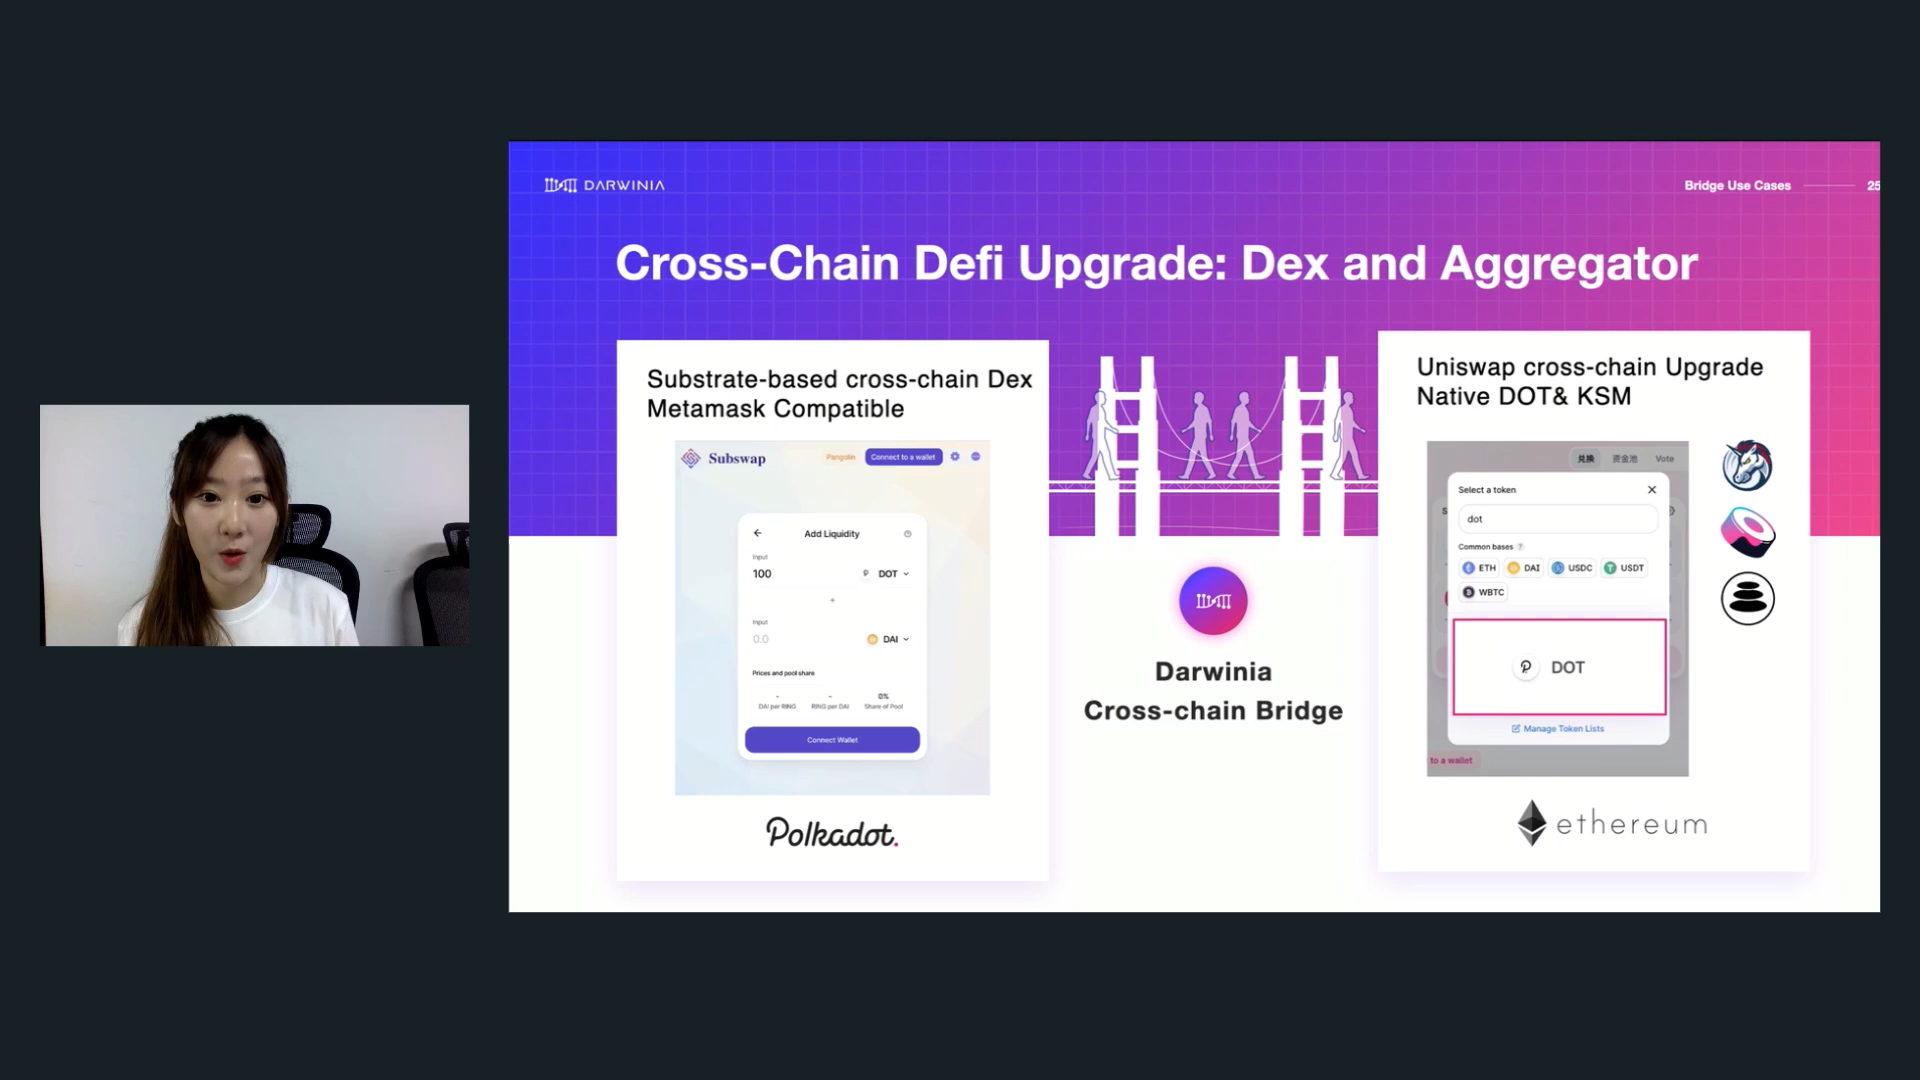 DARWINIA
Bridge Use Cases 25
Cross-Chain Defi Upgrade: Dex and Aggregator
Substrate-based cross-chain Dex
Metamask Compatible
Subswap
Pangolin
Connect to a wallet
Add Liquidity
Input
100
DOT
+
Input
0.0
DAI
Prices and pool share
- - 0%
DAI per RING RING per DAI Share of Pool
Connect Wallet
Polkadot.
Darwinia
Cross-chain Bridge
Uniswap cross-chain Upgrade
Native DOT& KSM
兑换 资金池 Vote
Select a token
dot
Common bases ?
ETH DAI USDC USDT
WBTC
DOT
Manage Token Lists
to a wallet
ethereum